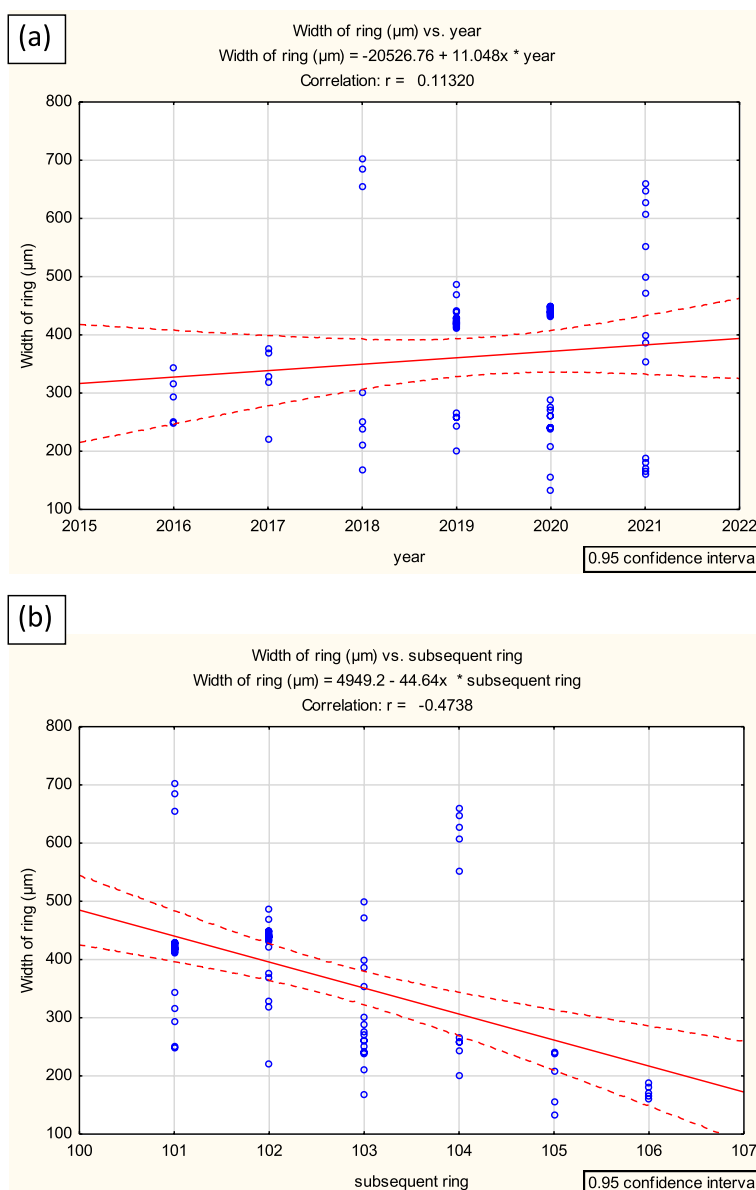 (a)
Width of ring (µm) vs. year
Width of ring (µm) = -20526.76 + 11.048x * year
Correlation: r = 0.11320
800
700
600
500
400
300
200
100
Width of ring (µm)
2015 2016 2017 2018 2019 2020 2021 2022
year
0.95 confidence interva
(b)
Width of ring (µm) vs. subsequent ring
Width of ring (µm) = 4949.2 - 44.64x * subsequent ring
Correlation: r = -0.4738
800
700
600
500
400
300
200
100
Width of ring (µm)
100 101 102 103 104 105 106 107
subsequent ring
0.95 confidence interva